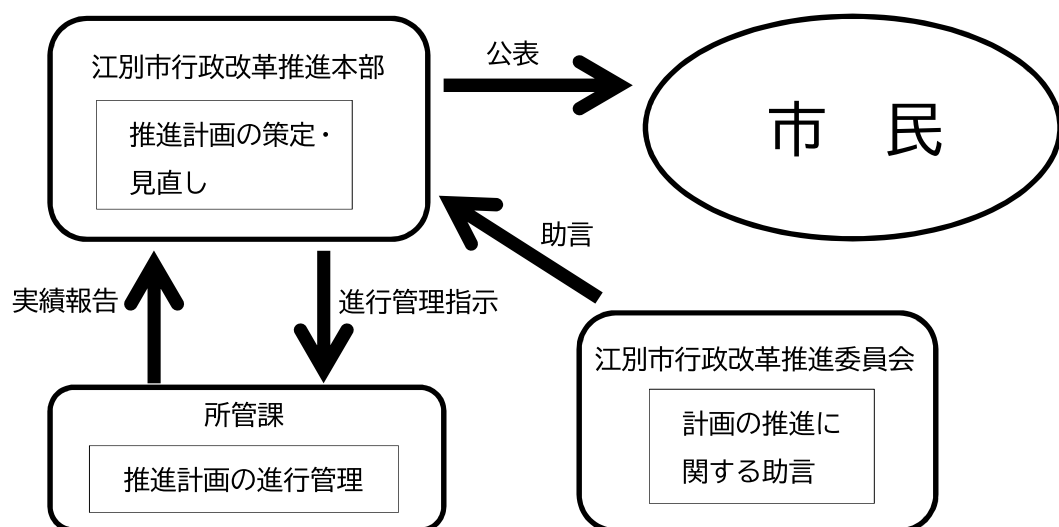 江別市行政改革推進本部
推進計画の策定・
見直し
公表
市　民
助言
実績報告
進行管理指示
江別市行政改革推進委員会
計画の推進に
関する助言
所管課
推進計画の進行管理